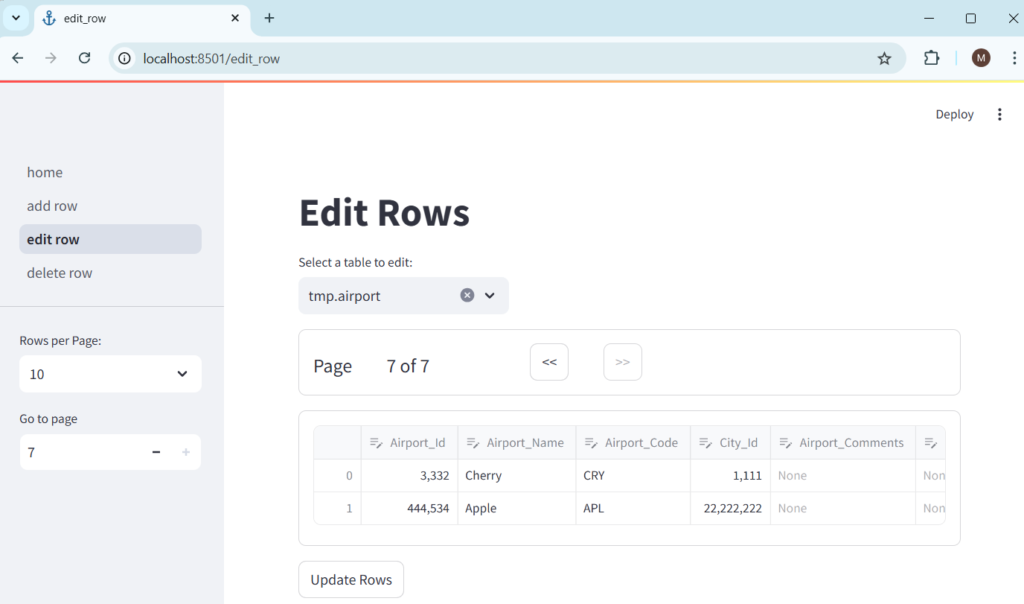 edit_row
localhost:8501/edit_row
M
Deploy
home
add row
edit row
delete row
Rows per Page:
10
Go to page
7
Edit Rows
Select a table to edit:
tmp.airport
Page 7 of 7 << >>
Airport_Id Airport_Name Airport_Code City_Id Airport_Comments
0 3,332 Cherry CRY 1,111 None Non
1 444,534 Apple APL 22,222,222 None Non
Update Rows